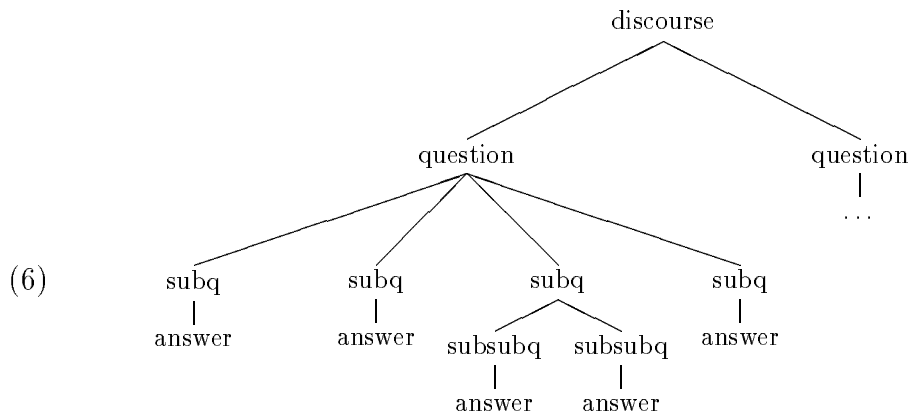 discourse
question question
. . .
(6) subq subq subq subq
answer answer answer
subsubq subsubq
answer answer